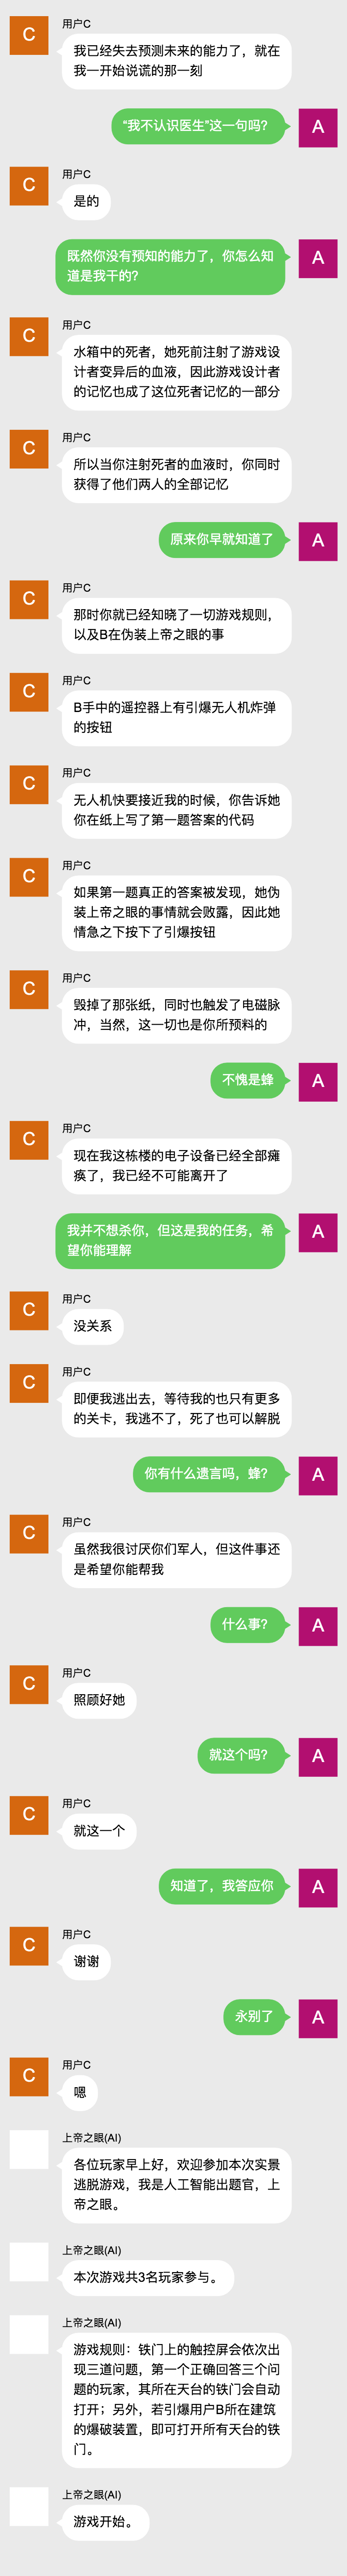 C
用户C
我已经失去预测未来的能力了，就在
我一开始说谎的那一刻
“我不认识医生”这一句吗？
A
C
用户C
是的
既然你没有预知的能力了，你怎么知
道是我干的？
A
C
用户C
水箱中的死者，她死前注射了游戏设
计者变异后的血液，因此游戏设计者
的记忆也成了这位死者记忆的一部分
C
用户C
所以当你注射死者的血液时，你同时
获得了他们两人的全部记忆
原来你早就知道了
A
C
用户C
那时你就已经知晓了一切游戏规则，
以及B在伪装上帝之眼的事
C
用户C
B手中的遥控器上有引爆无人机炸弹
的按钮
C
用户C
无人机快要接近我的时候，你告诉她
你在纸上写了第一题答案的代码
C
用户C
如果第一题真正的答案被发现，她伪
装上帝之眼的事情就会败露，因此她
情急之下按下了引爆按钮
C
用户C
毁掉了那张纸，同时也触发了电磁脉
冲，当然，这一切也是你所预料的
不愧是蜂
A
C
用户C
现在我这栋楼的电子设备已经全部瘫
痪了，我已经不可能离开了
我并不想杀你，但这是我的任务，希
望你能理解
A
C
用户C
没关系
C
用户C
即便我逃出去，等待我的也只有更多
的关卡，我逃不了，死了也可以解脱
你有什么遗言吗，蜂？
A
C
用户C
虽然我很讨厌你们军人，但这件事还
是希望你能帮我
什么事？
A
C
用户C
照顾好她
就这个吗？
A
C
用户C
就这一个
知道了，我答应你
A
C
用户C
谢谢
永别了
A
C
用户C
嗯
上帝之眼(AI)
各位玩家早上好，欢迎参加本次实景
逃脱游戏，我是人工智能出题官，上
帝之眼。
上帝之眼(AI)
本次游戏共3名玩家参与。
上帝之眼(AI)
游戏规则：铁门上的触控屏会依次出
现三道问题，第一个正确回答三个问
题的玩家，其所在天台的铁门会自动
打开；另外，若引爆用户B所在建筑
的爆破装置，即可打开所有天台的铁
门。
上帝之眼(AI)
游戏开始。